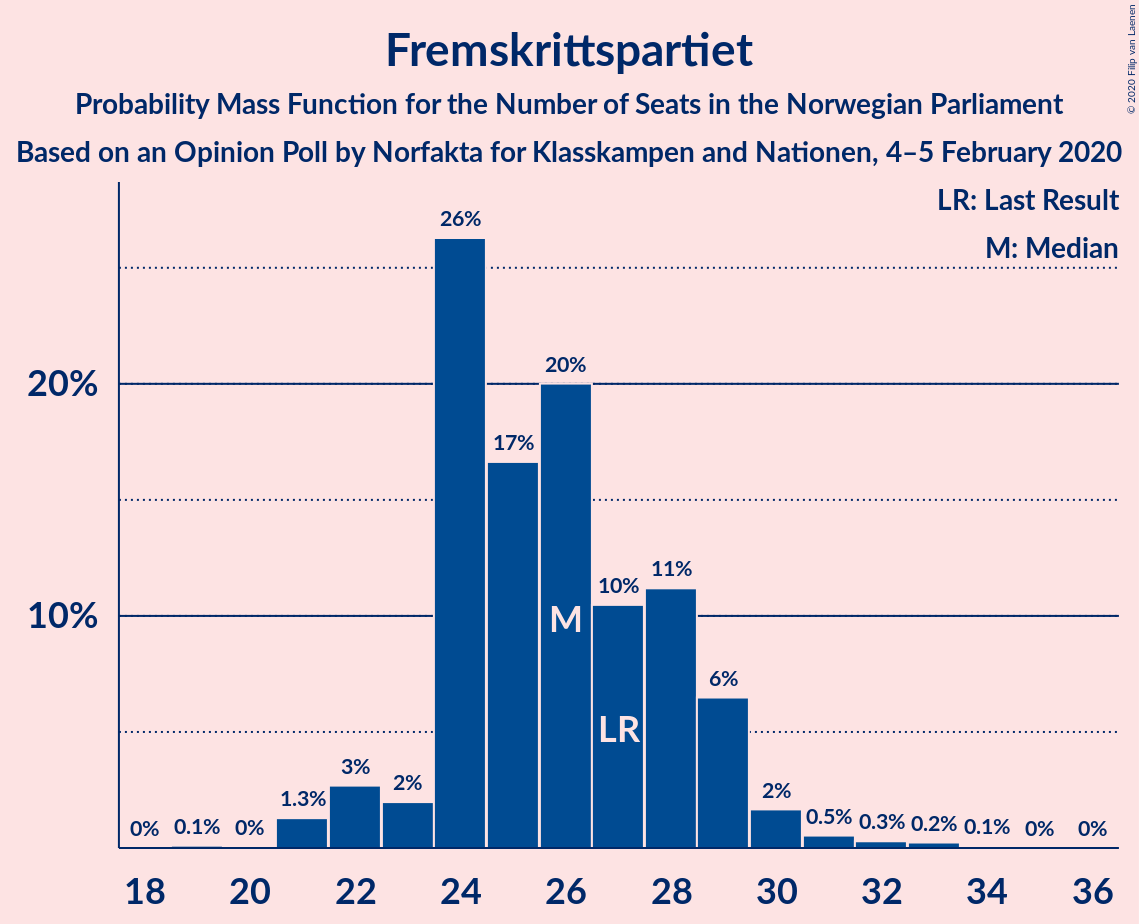 © 2020 Filip van Laenen
Fremskrittspartiet
Probability Mass Function for the Number of Seats in the Norwegian Parliament
Based on an Opinion Poll by Norfakta for Klasskampen and Nationen, 4–5 February 2020
LR: Last Result
M: Median
26%
20%
20%
17%
11%
10%
10%
M
6%
LR
3%
2%
2%
1.3%
0.5%
0.3%
0.2%
0.1%
0%
0.1%
0%
0%
0%
18 20 22 24 26 28 30 32 34 36